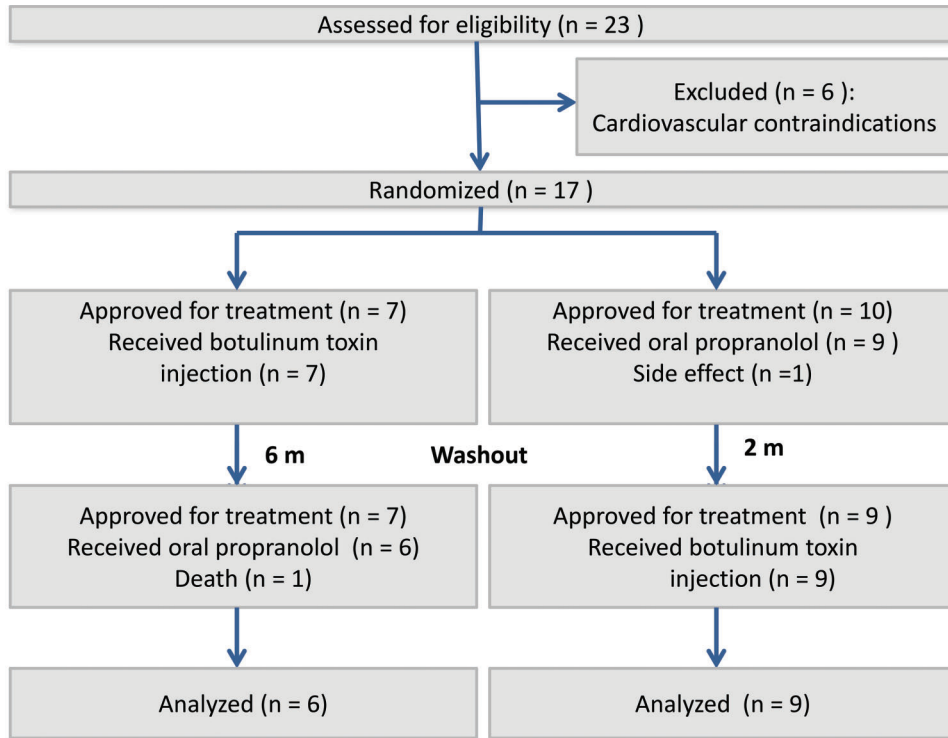 Assessed for eligibility (n = 23 )
Excluded (n = 6 ):
Cardiovascular contraindications
Randomized (n = 17 )
Approved for treatment (n = 7)
Received botulinum toxin
injection (n = 7)
Approved for treatment (n = 10)
Received oral propranolol (n = 9 )
Side effect (n =1)
6 m
Washout
2 m
Approved for treatment (n = 7)
Received oral propranolol (n = 6)
Death (n = 1)
Approved for treatment (n = 9 )
Received botulinum toxin
injection (n = 9)
Analyzed (n = 6)
Analyzed (n = 9)